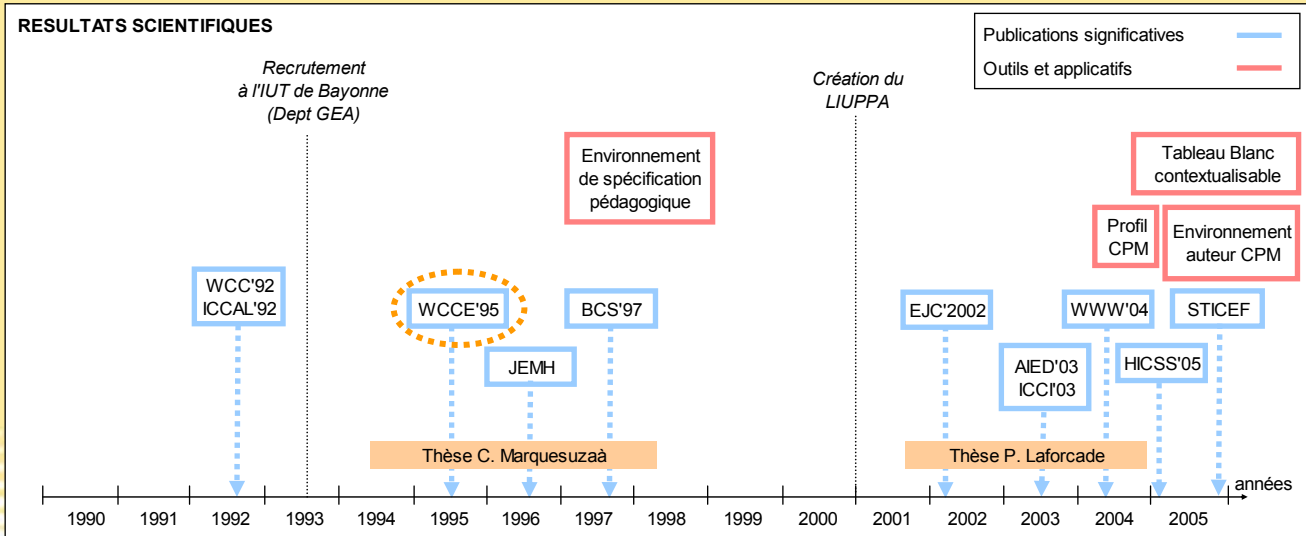 RESULTATS SCIENTIFIQUES
Publications significatives
Outils et applicatifs
Recrutement
à l'IUT de Bayonne
(Dept GEA)
Création du
LIUPPA
Environnement
de spécification
pédagogique
Tableau Blanc
contextualisable
Profil
CPM
Environnement
auteur CPM
WCC'92
ICCAL'92
WCCE'95
BCS'97
EJC'2002
WWW'04
STICEF
JEMH
AIED'03
ICCI'03
HICSS'05
Thèse C. Marquesuzaà
Thèse P. Laforcade
années
1990 1991 1992 1993 1994 1995 1996 1997 1998 1999 2000 2001 2002 2003 2004 2005